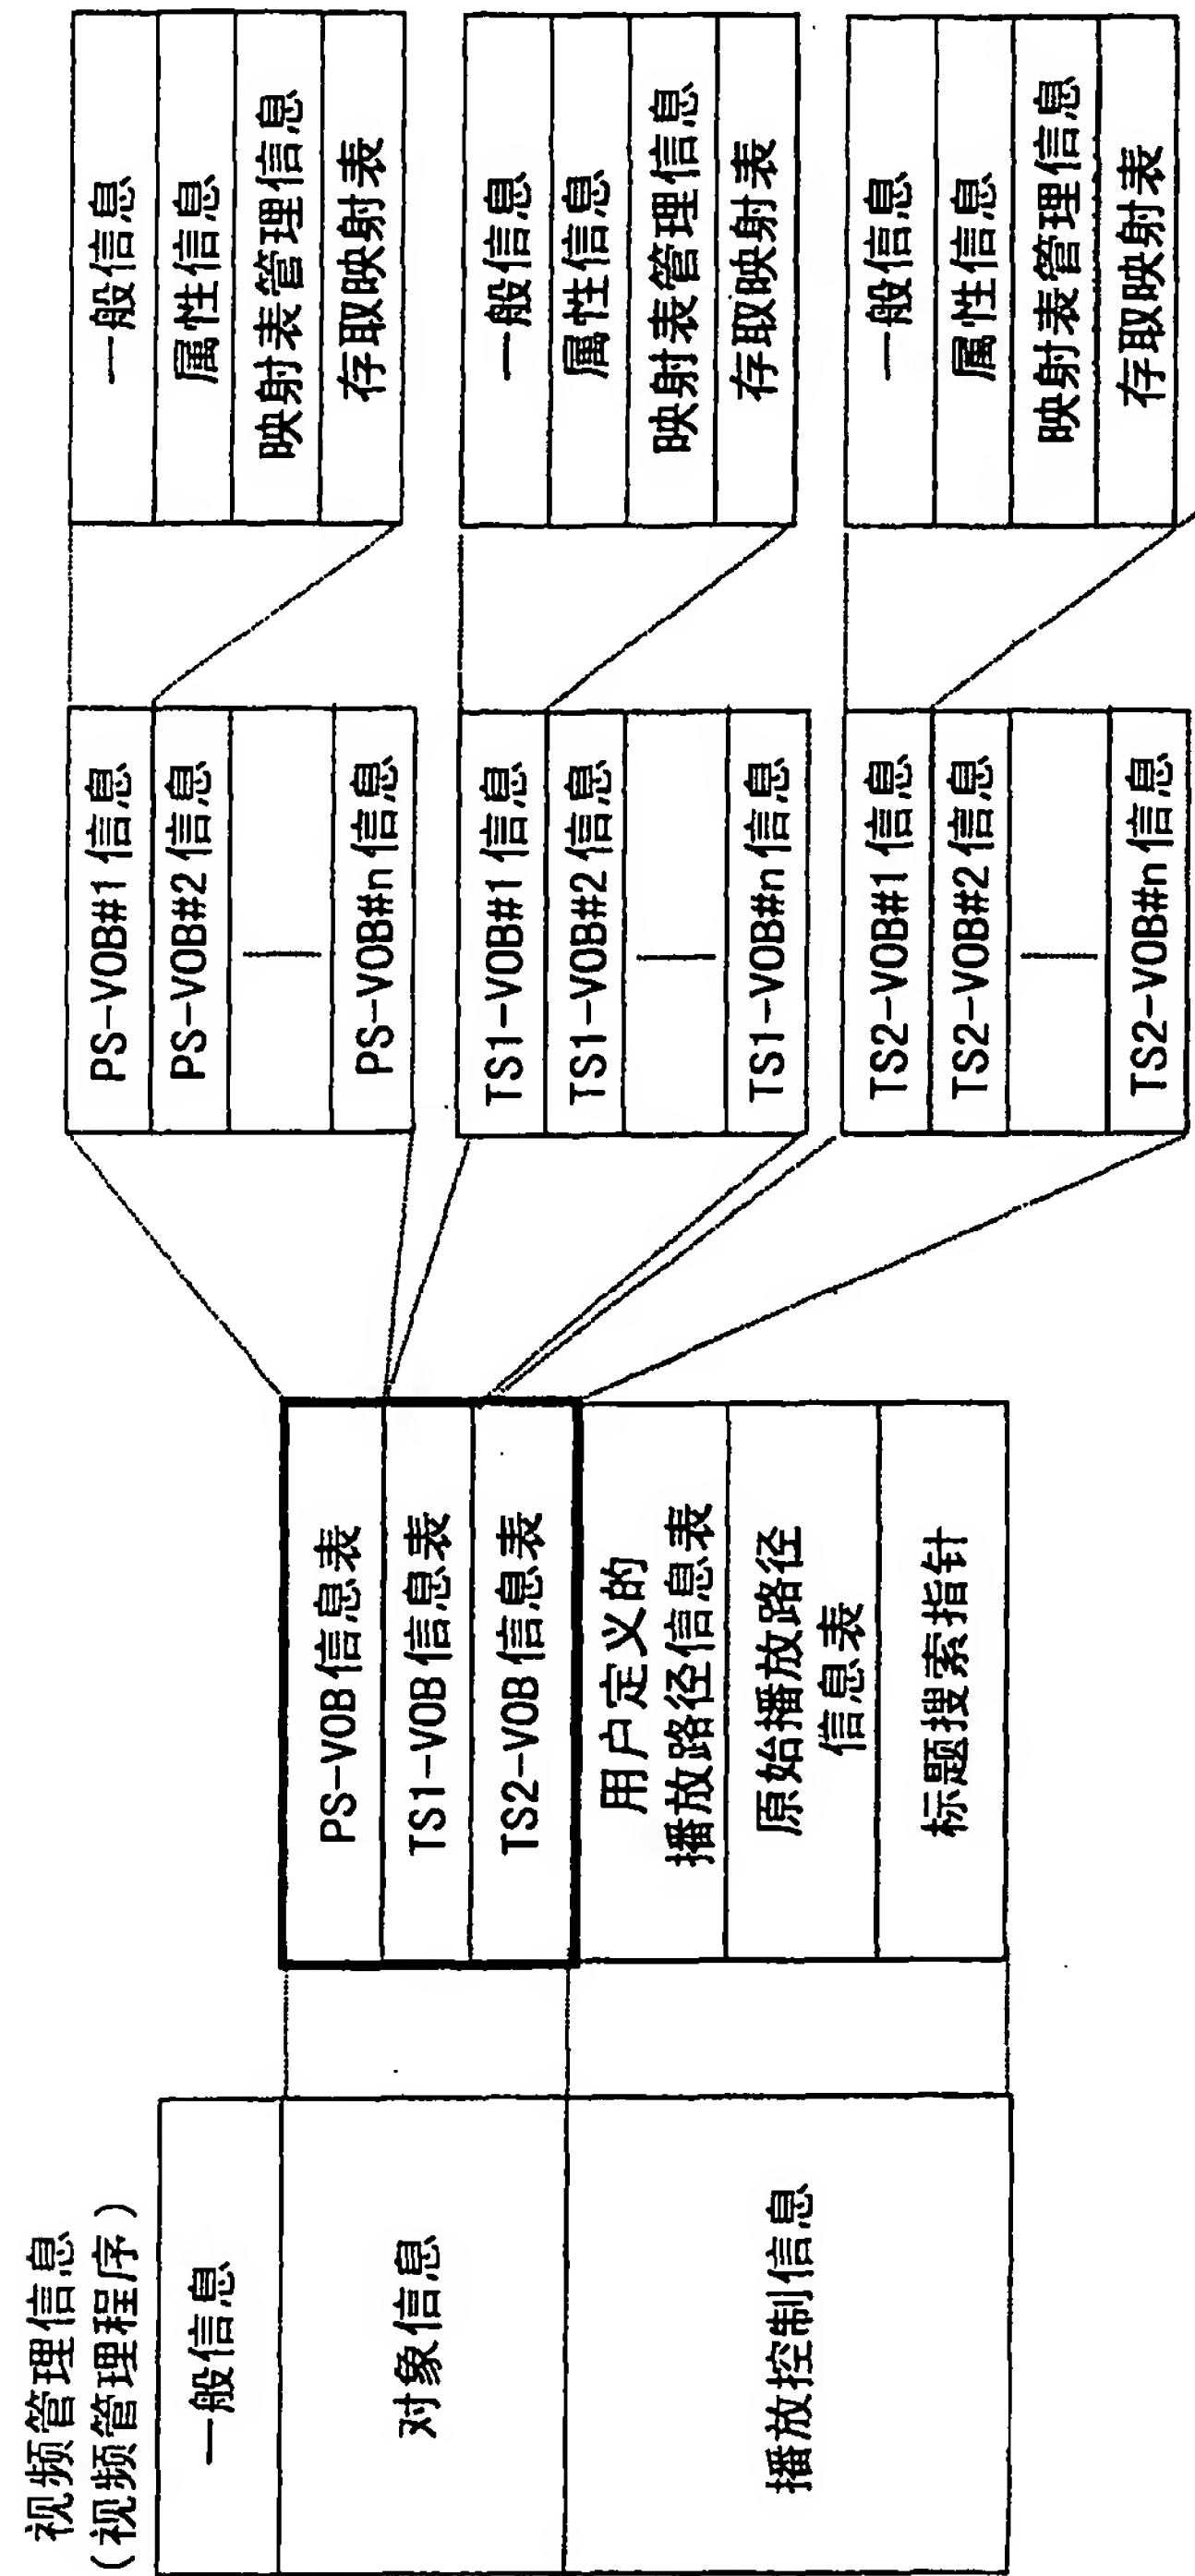 视频管理信息
(视频管理程序)
一般信息
对象信息
播放控制信息
PS-VOB信息表
TS1-VOB信息表
TS2-VOB信息表
用户定义的
播放路径信息表
原始播放路径
信息表
标题搜索指针
PS-VOB#1信息
PS-VOB#2信息
PS-VOB#n信息
TS1-VOB#1信息
TS1-VOB#2信息
TS1-VOB#n信息
TS2-VOB#1信息
TS2-VOB#2信息
TS2-VOB#n信息
一般信息
属性信息
映射表管理信息
存取映射表
一般信息
属性信息
映射表管理信息
存取映射表
一般信息
属性信息
映射表管理信息
存取映射表